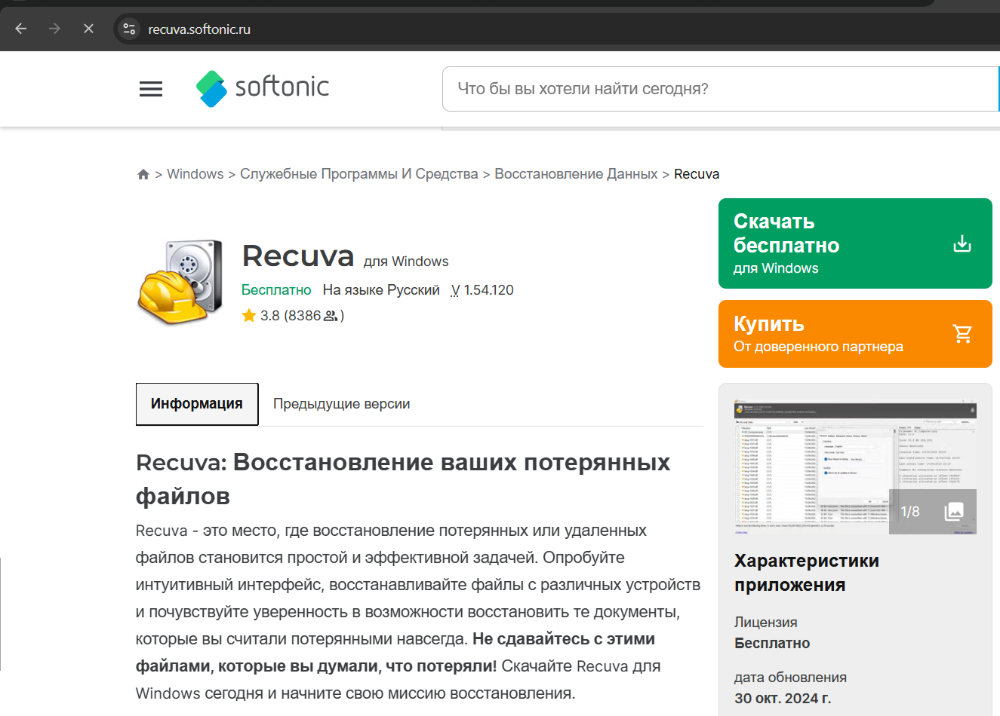 recuva.softonic.ru
softonic
Что бы вы хотели найти сегодня?
> Windows > Служебные Программы И Средства > Восстановление Данных > Recuva
Recuva для Windows
Бесплатно На языке Русский V 1.54.120
3.8 (8386)
Скачать
бесплатно
для Windows
Купить
От доверенного партнера
Информация Предыдущие версии
Recuva: Восстановление ваших потерянных
файлов
Recuva - это место, где восстановление потерянных или удаленных
файлов становится простой и эффективной задачей. Опробуйте
интуитивный интерфейс, восстанавливайте файлы с различных устройств
и почувствуйте уверенность в возможности восстановить те документы,
которые вы считали потерянными навсегда. Не сдавайтесь с этими
файлами, которые вы думали, что потеряли! Скачайте Recuva для
Windows сегодня и начните свою миссию восстановления.
1/8
Характеристики
приложения
Лицензия
Бесплатно
дата обновления
30 окт. 2024 г.